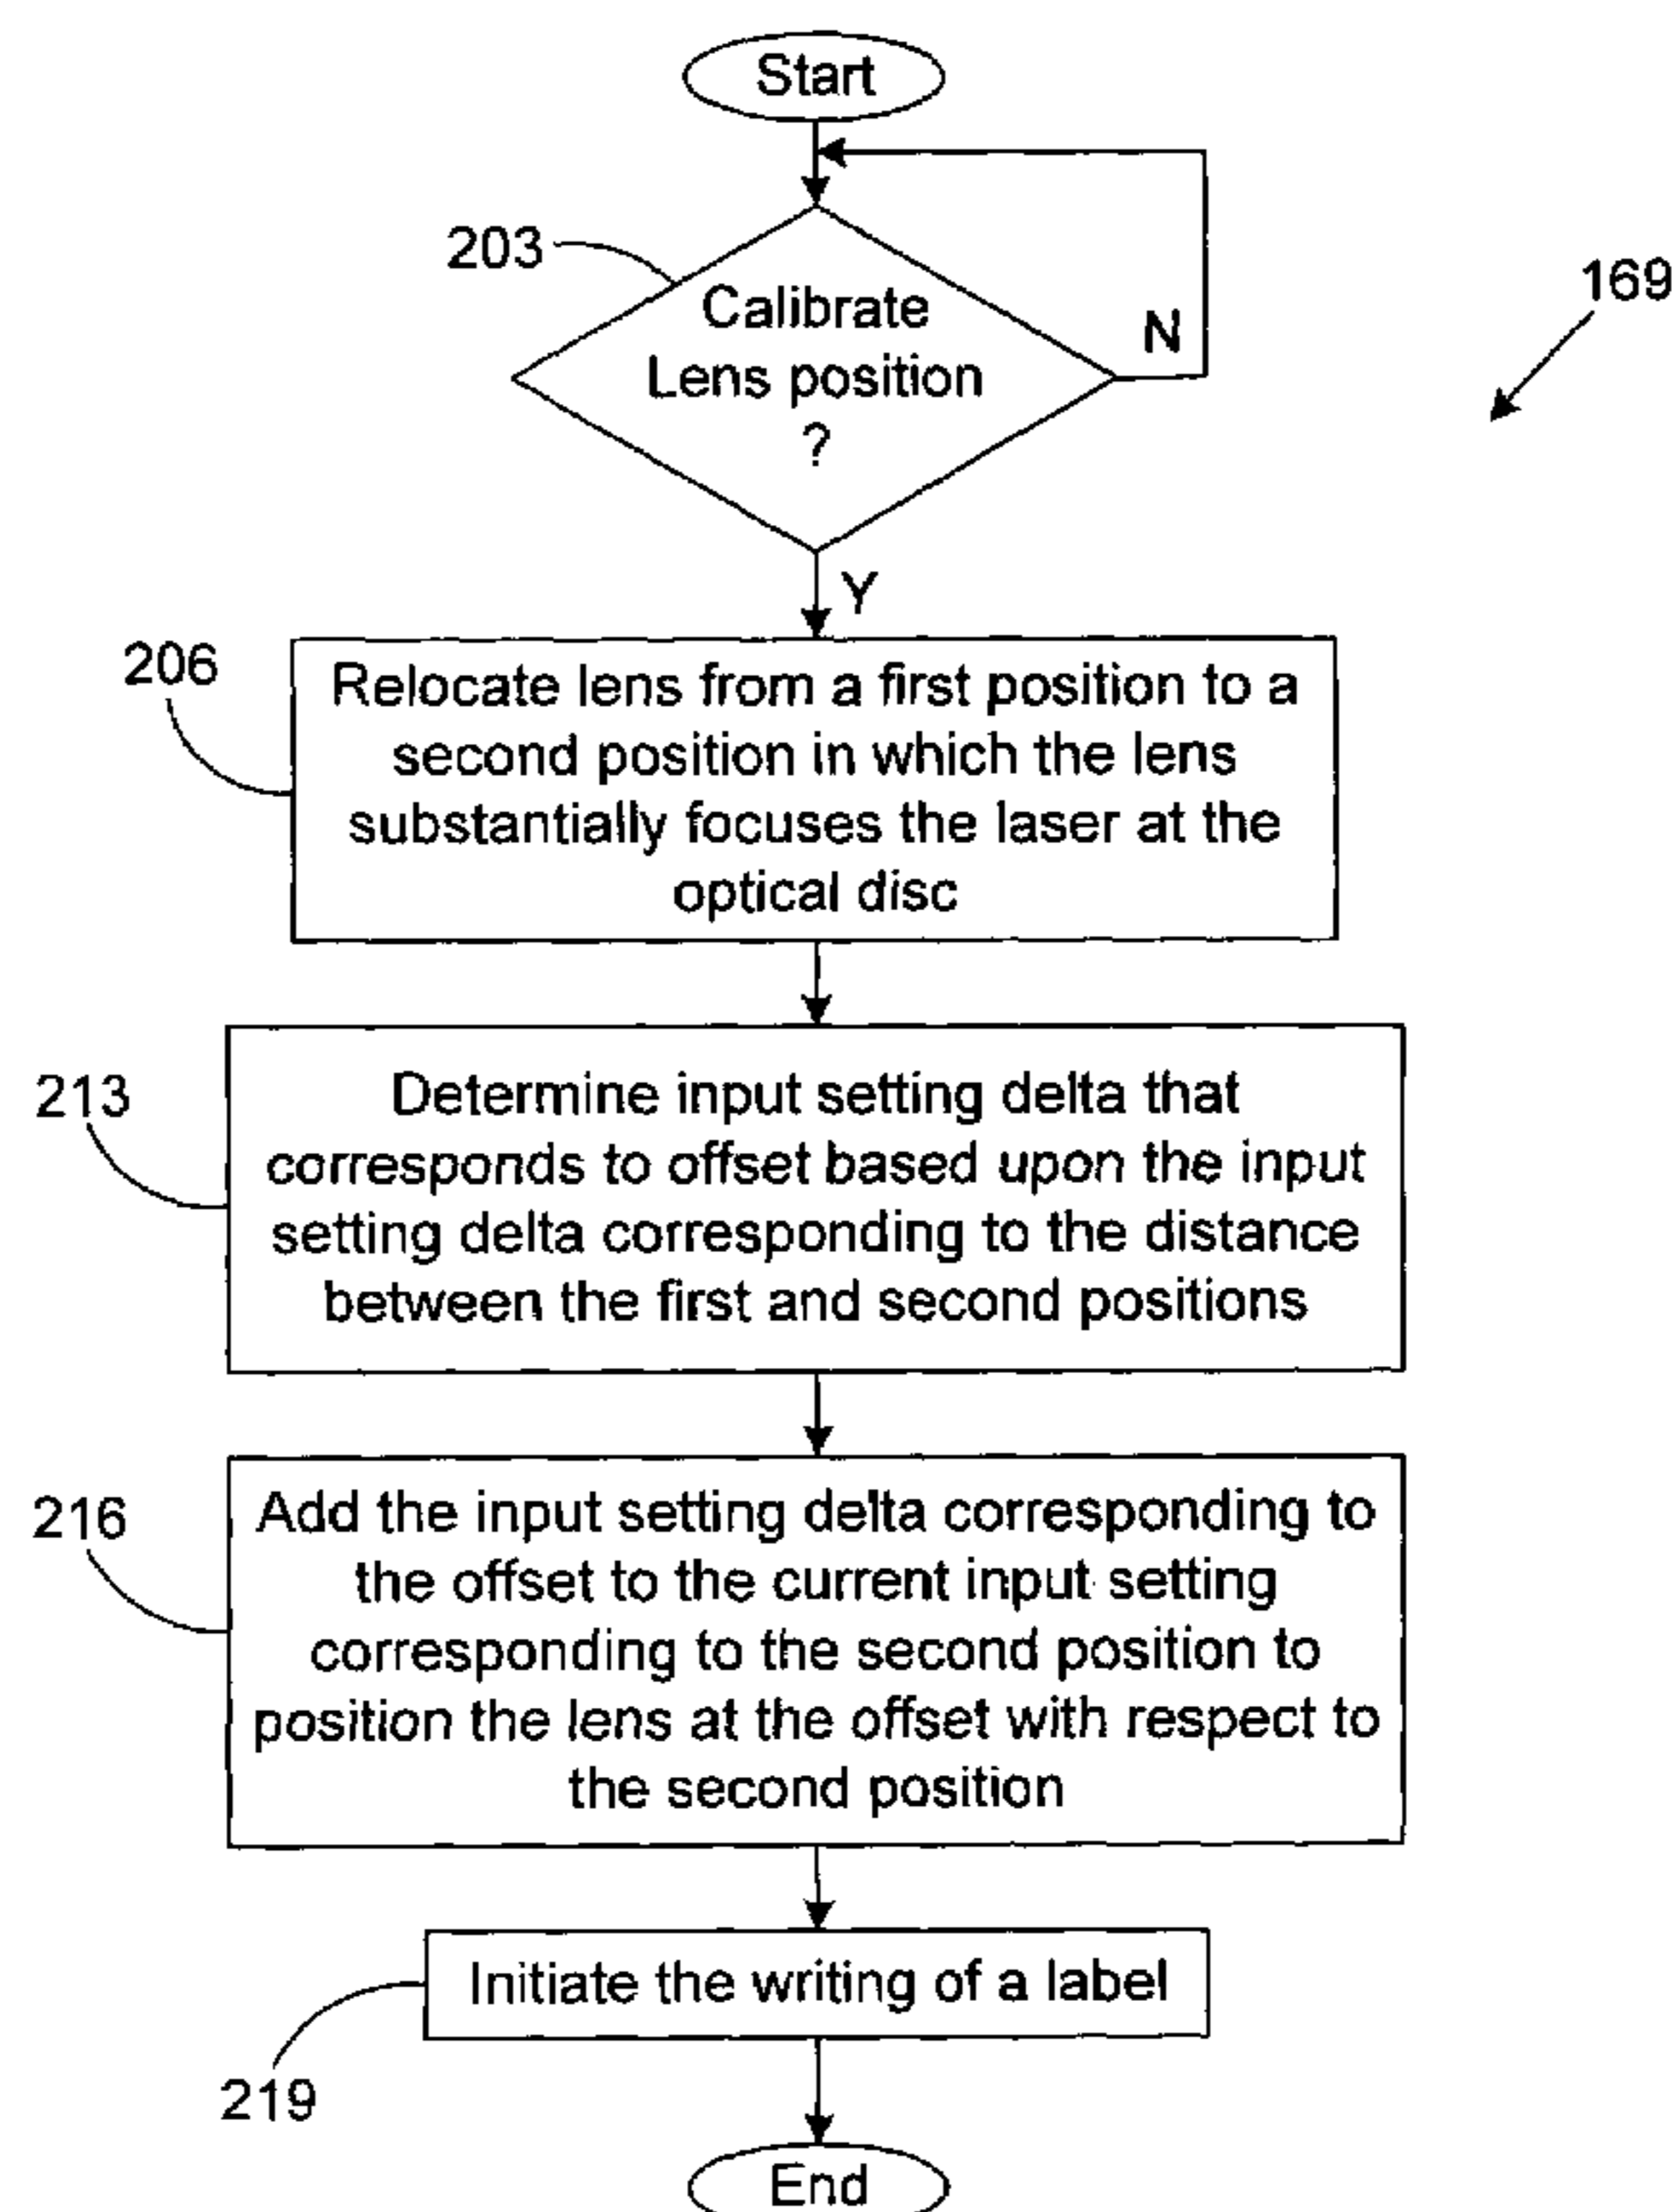 Start
203
Calibrate
Lens position
?
N
169
Y
206
Relocate lens from a first position to a
second position in which the lens
substantially focuses the laser at the
optical disc
213
Determine input setting delta that
corresponds to offset based upon the input
setting delta corresponding to the distance
between the first and second positions
216
Add the input setting delta corresponding to
the offset to the current input setting
corresponding to the second position to
position the lens at the offset with respect to
the second position
Initiate the writing of a label
219
End